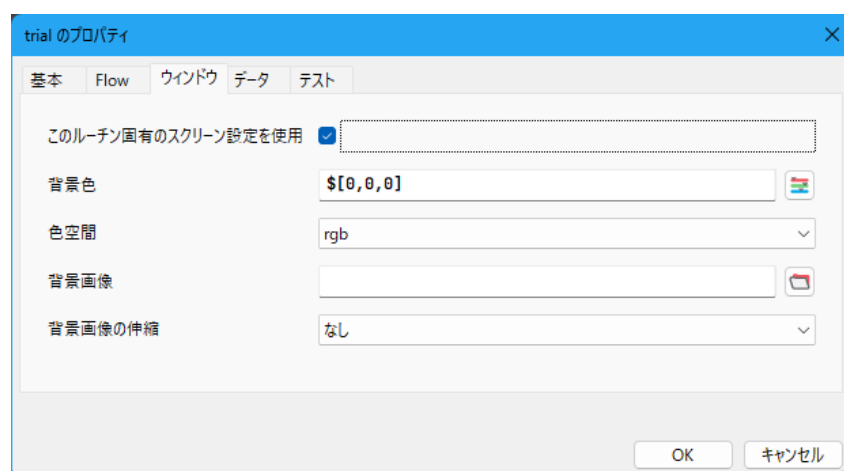 trial のプロパティ
基本 Flow ウィンドウ データ テスト
このルーチン固有のスクリーン設定を使用
背景色 $[0,0,0]
色空間 rgb
背景画像
背景画像の伸縮 なし
OK キャンセル